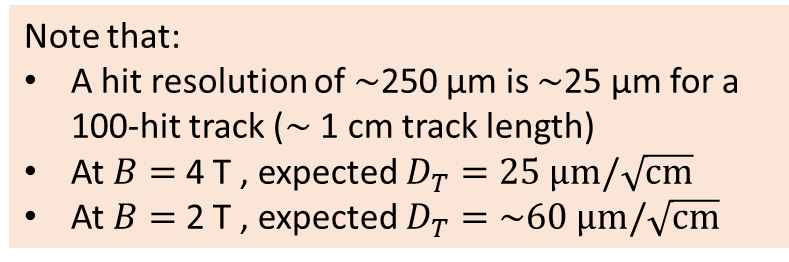 Note that:
• A hit resolution of ~250 μm is ~25 μm for a
100-hit track (~ 1 cm track length)
• At B = 4 T , expected D_T = 25 μm/√cm
• At B = 2 T , expected D_T = ~60 μm/√cm